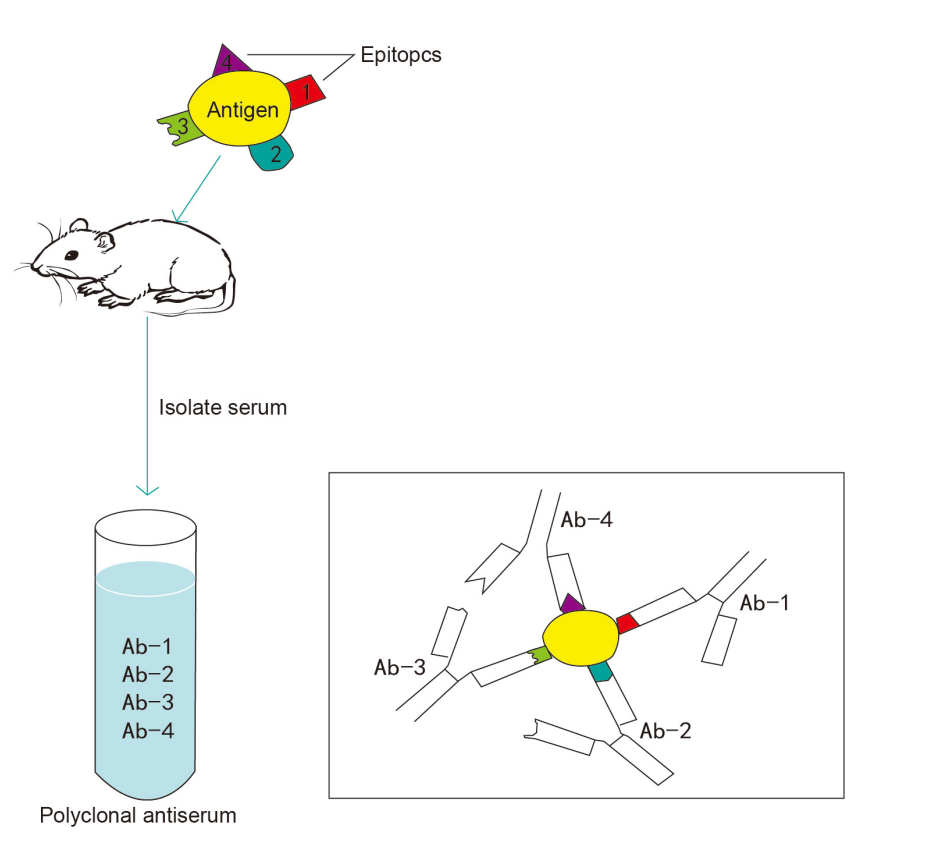 Epitopcs
4
1
Antigen
3
2
Isolate serum
Ab-4
Ab-1
Ab-3
Ab-2
Ab-1
Ab-2
Ab-3
Ab-4
Polyclonal antiserum